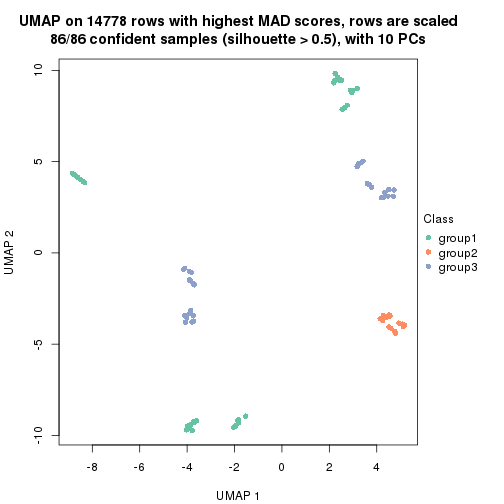 UMAP on 14778 rows with highest MAD scores, rows are scaled
86/86 confident samples (silhouette > 0.5), with 10 PCs
10
5
0
-5
-10
UMAP 2
-8
-6
-4
-2
0
2
4
UMAP 1
Class
group1
group2
group3